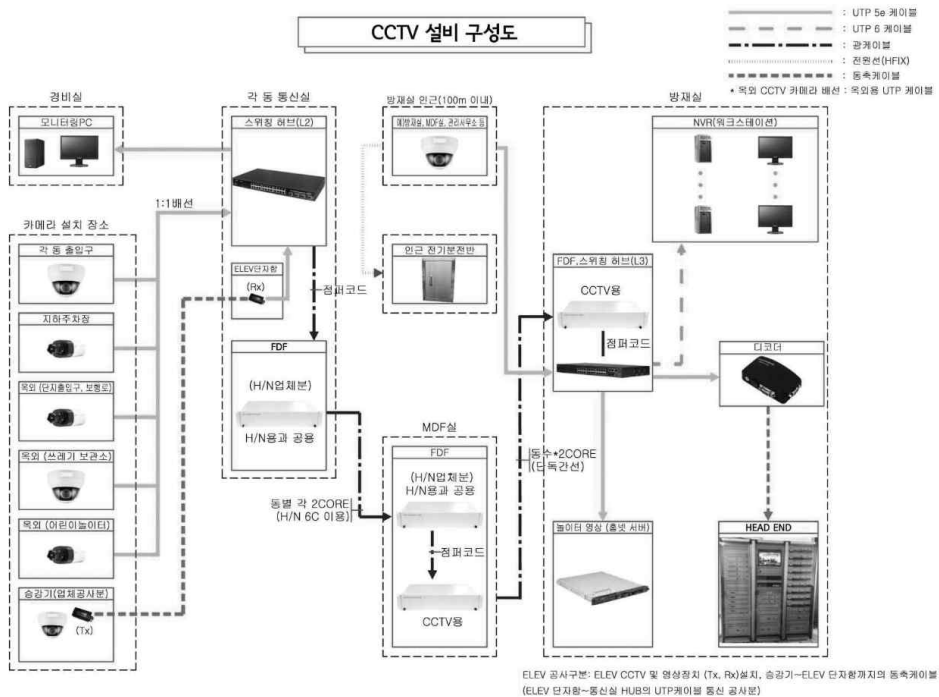 CCTV 설비 구성도
: UTP 5e 케이블
: UTP 6 케이블
: 광케이블
: 전원선(HFIX)
: 동축케이블
* 옥외 CCTV 카메라 배선 : 옥외용 UTP 케이블
경비실
모니터링PC
각 동 통신실
스위칭 허브(L2)
1:1배선
ELEV단자함
(Rx)
점퍼코드
FDF
(H/N업체분)
H/N용과 공용
카메라 설치 장소
각 동 출입구
지하주차장
옥외 (단지출입구, 보행로)
옥외 (쓰레기 보관소)
옥외 (어린이놀이터)
승강기(업체공사분)
(Tx)
방재실 인근(100m 이내)
예)방재실, MDF실, 관리사무소 등
인근 전기분전반
MDF실
FDF
(H/N업체분)
H/N용과 공용
점퍼코드
CCTV용
동별 각 2CORE
(H/N 6C 이용)
동수*2CORE
(단독간선)
방재실
NVR(워크스테이션)
FDF,스위칭 허브(L3)
CCTV용
점퍼코드
디코더
놀이터 영상 (홈넷 서버)
HEAD END
ELEV 공사구분: ELEV CCTV 및 영상장치 (Tx, Rx)설치, 승강기~ELEV 단자함까지의 동축케이블
(ELEV 단자함~통신실 HUB의 UTP케이블 통신 공사분)